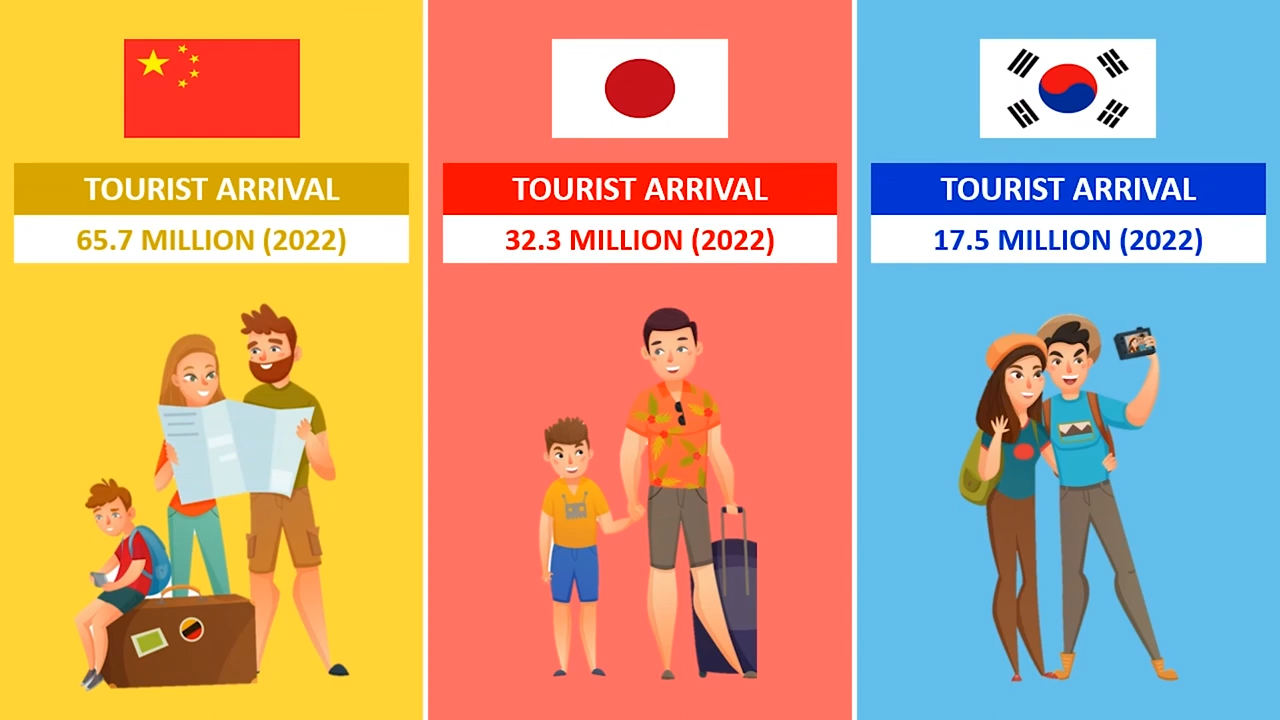 TOURIST ARRIVAL
65.7 MILLION (2022)
TOURIST ARRIVAL
32.3 MILLION (2022)
TOURIST ARRIVAL
17.5 MILLION (2022)